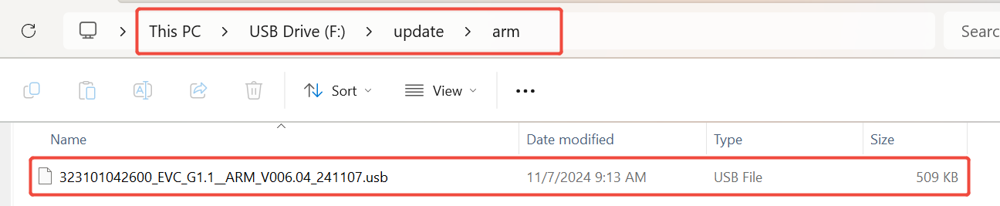 This PC > USB Drive (F:) > update > arm
Searc
Sort View
Name Date modified Type Size
323101042600_EVC_G1.1__ARM_V006.04_241107.usb 11/7/2024 9:13 AM USB File 509 KB